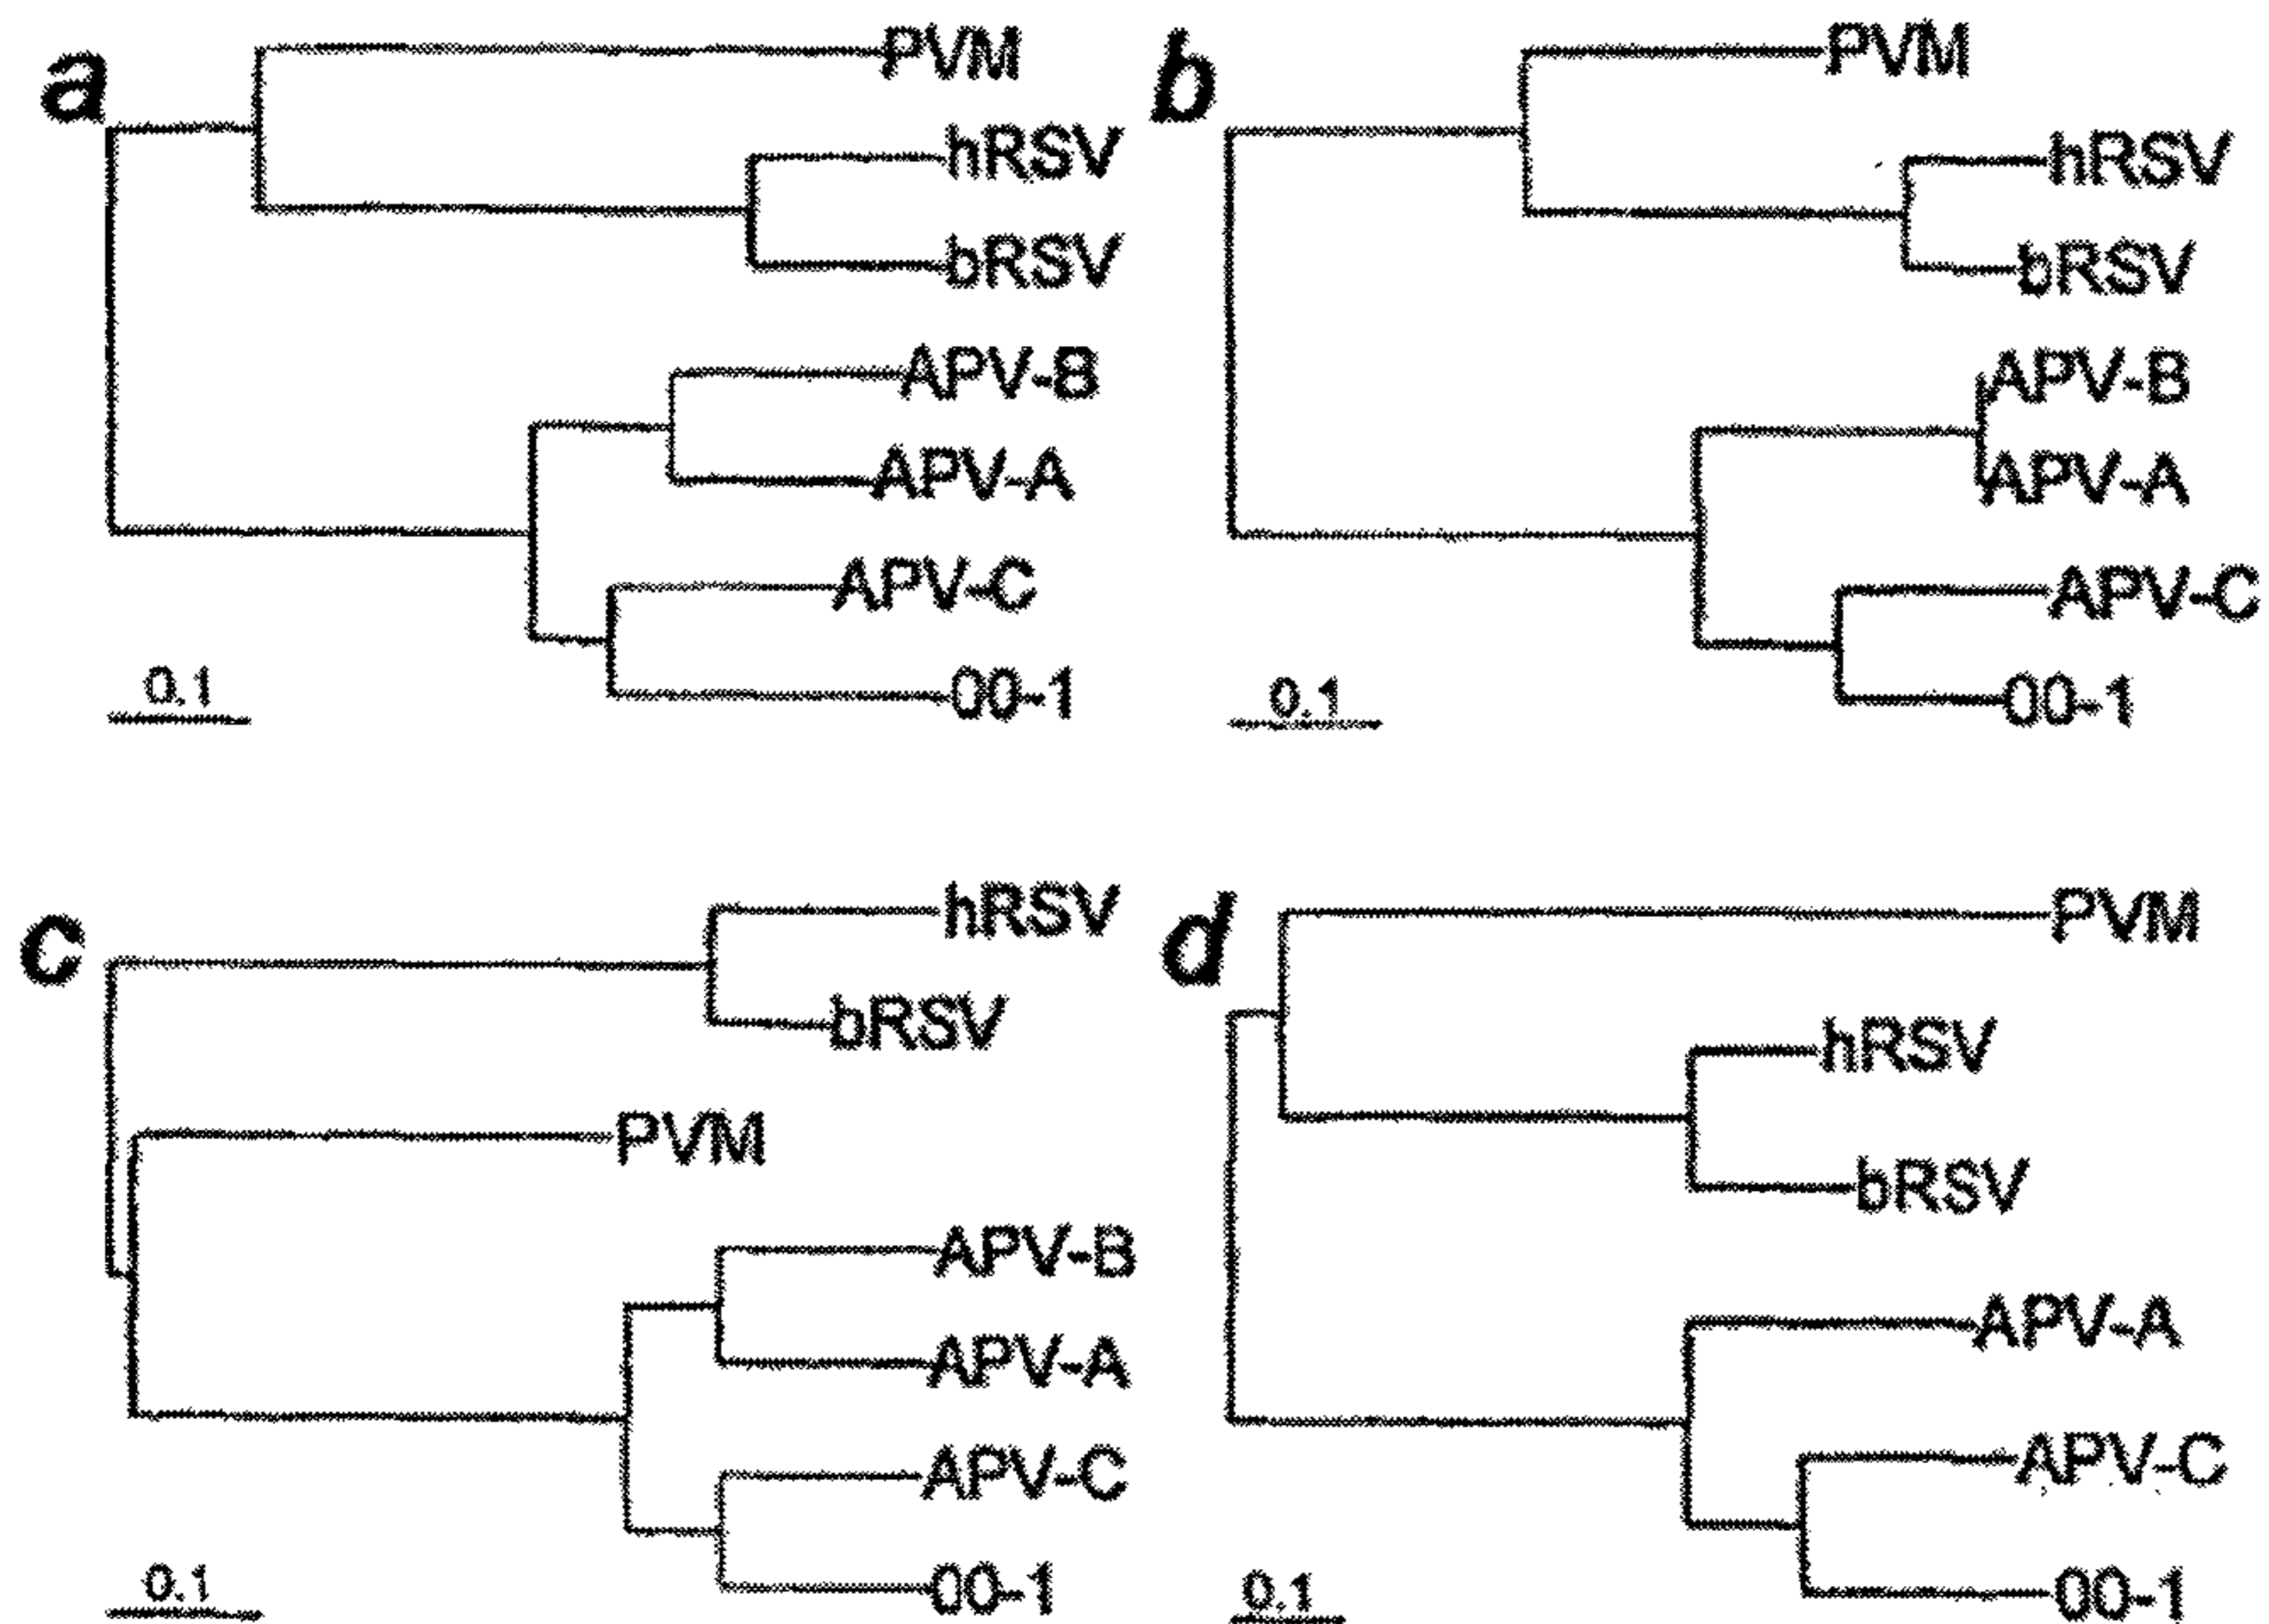 a
PVM
hRSV
bRSV
APV-B
APV-A
APV-C
00-1
0.1
b
PVM
hRSV
bRSV
APV-B
APV-A
APV-C
00-1
0.1
c
hRSV
bRSV
PVM
APV-B
APV-A
APV-C
00-1
0.1
d
PVM
hRSV
bRSV
APV-A
APV-C
00-1
0.1